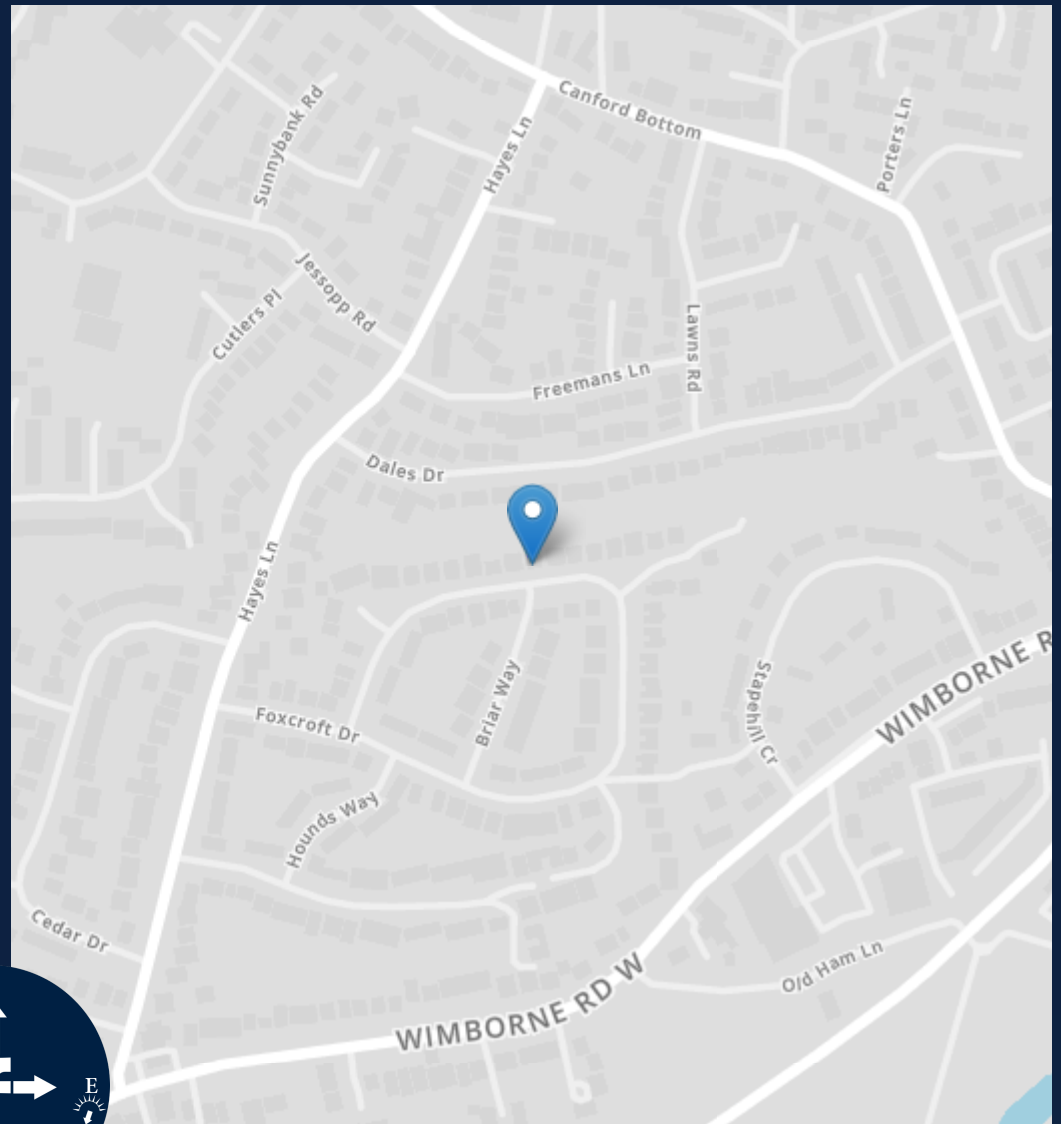 Canford Bottom
Sunnybank Rd
Hayes Ln
Porters Ln
Jessopp Rd
Cutlers Pl
Lawns Rd
Freemans Ln
Dales Dr
Hayes Ln
WIMBORNE R
Stapehill Cr
Briar Way
Foxcroft Dr
Hounds Way
Cedar Dr
Old Ham Ln
WIMBORNE RD W
E